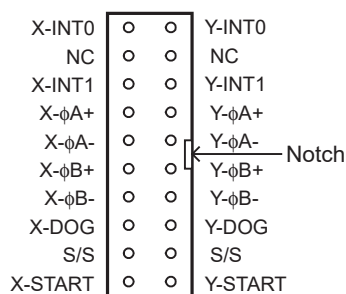 X-INT0 Y-INT0
NC NC
X-INT1 Y-INT1
X-ϕA+ Y-ϕA+
X-ϕA- Y-ϕA-
Notch
X-ϕB+ Y-ϕB+
X-ϕB- Y-ϕB-
X-DOG Y-DOG
S/S S/S
X-START Y-START